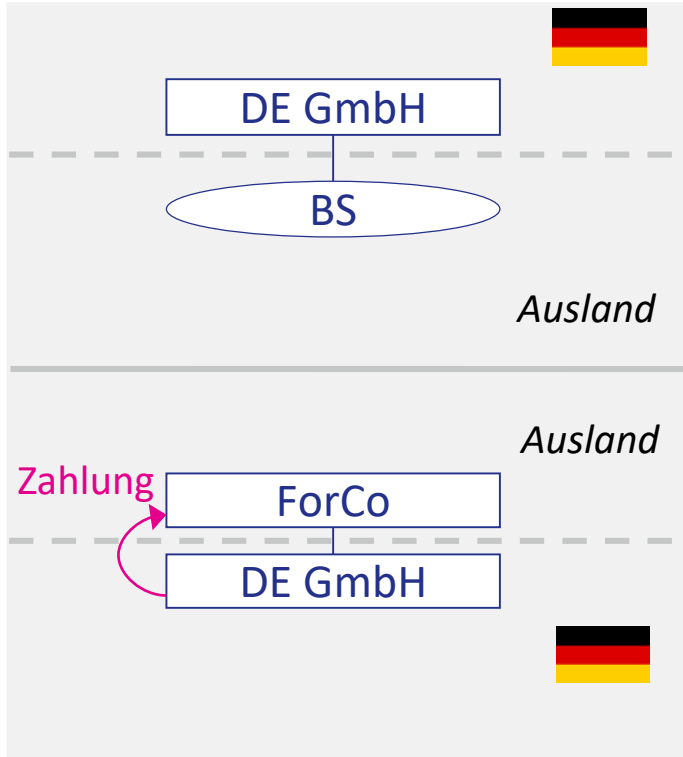 DE GmbH
BS
Ausland
Ausland
Zahlung
ForCo
DE GmbH